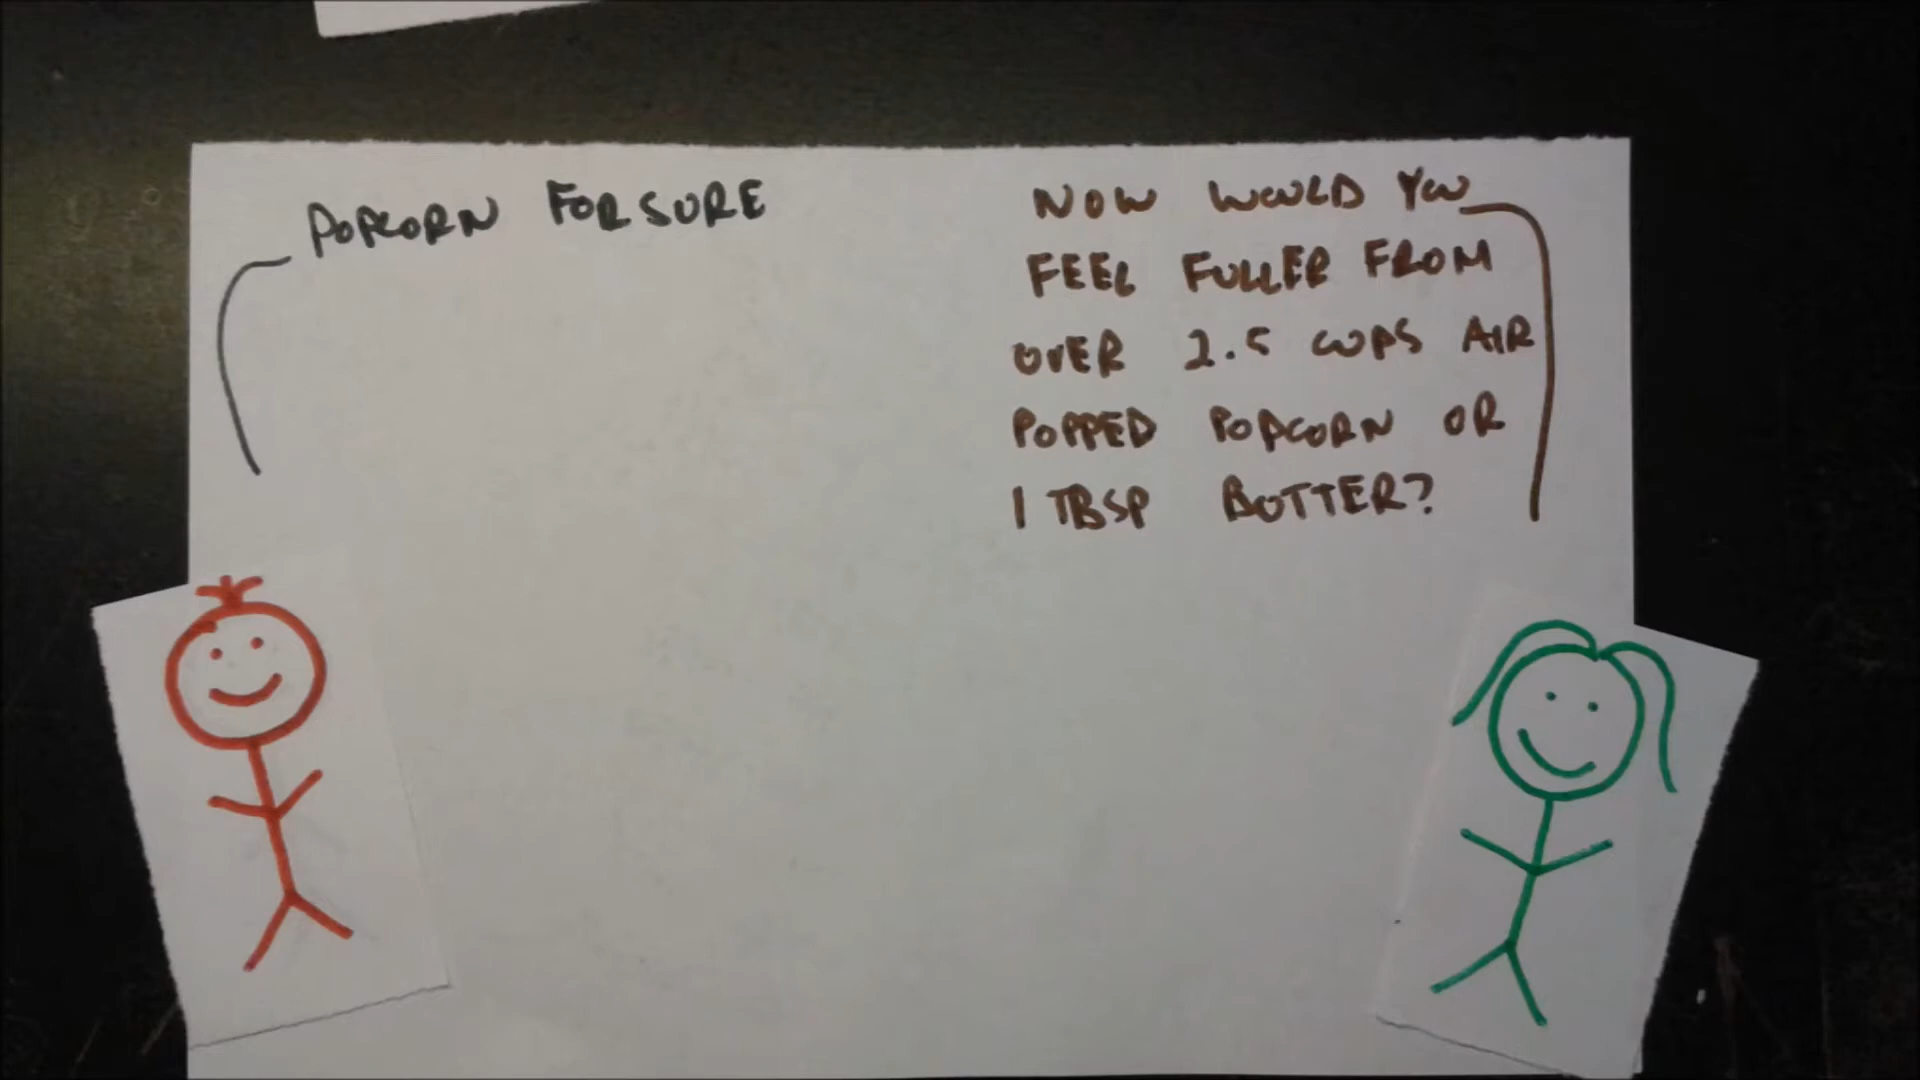 POPCORN FOR SURE
NOW WOULD YOU
FEEL FULLER FROM
OVER 2.5 CUPS AIR
POPPED POPCORN OR
1 TBSP BUTTER?